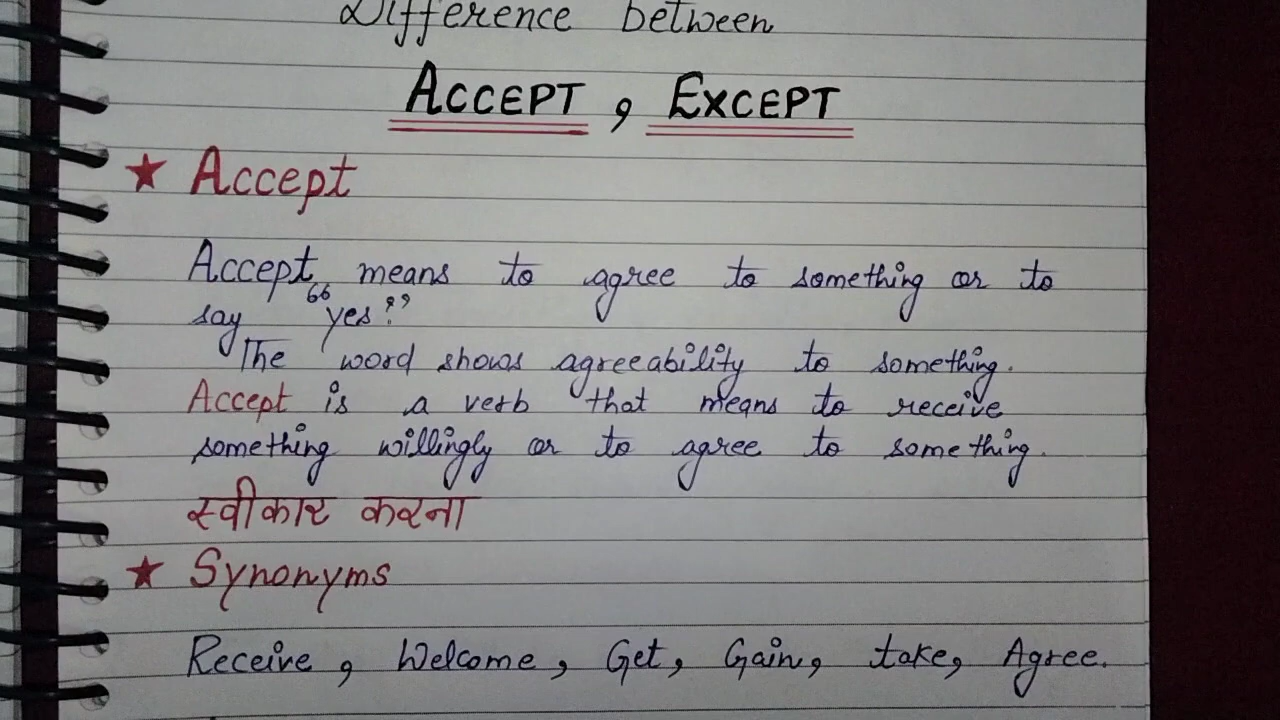 Difference between
ACCEPT , EXCEPT
★ Accept
Accept means to agree to something or to
say "yes."
The word shows agreeability to something.
Accept is a verb that means to receive
something willingly or to agree to something.
स्वीकार करना
★ Synonyms
Receive, Welcome, Get, Gain, take, Agree.